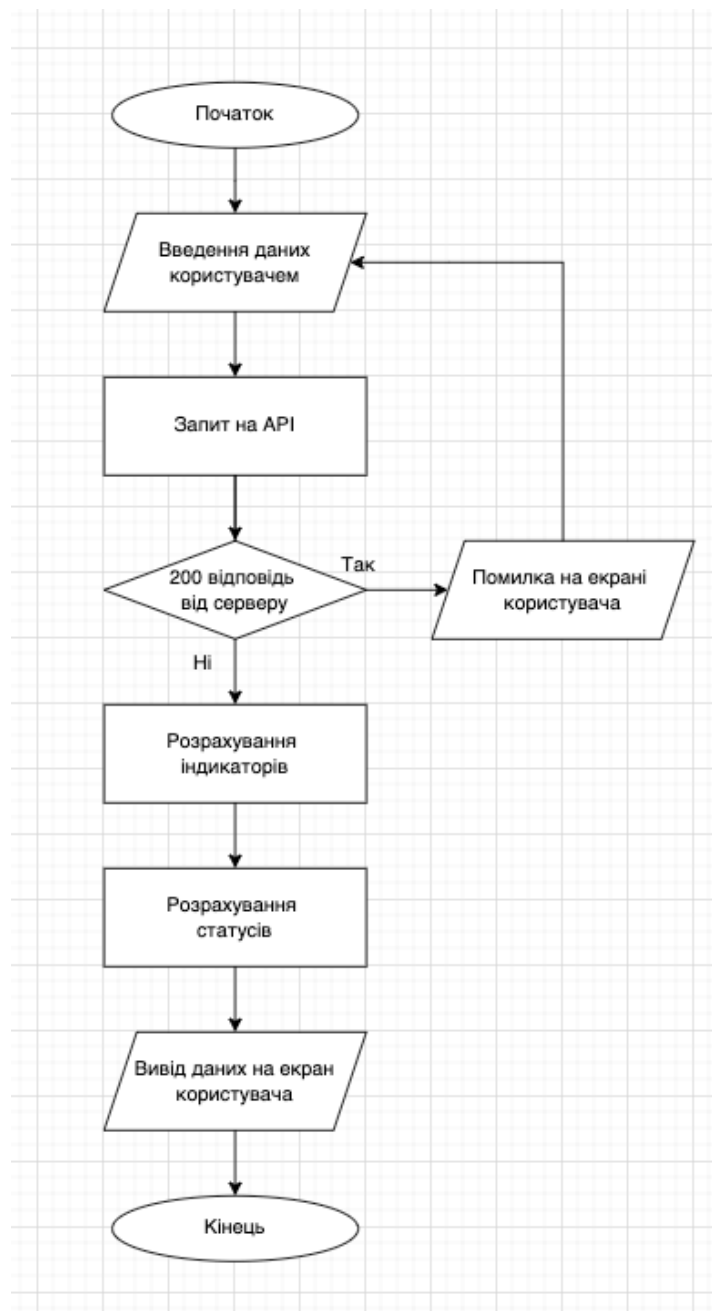 Початок
Введення даних
користувачем
Запит на API
200 відповідь
від серверу
Так
Помилка на екрані
користувача
Ні
Розрахування
індикаторів
Розрахування
статусів
Вивід даних на екран
користувача
Кінець